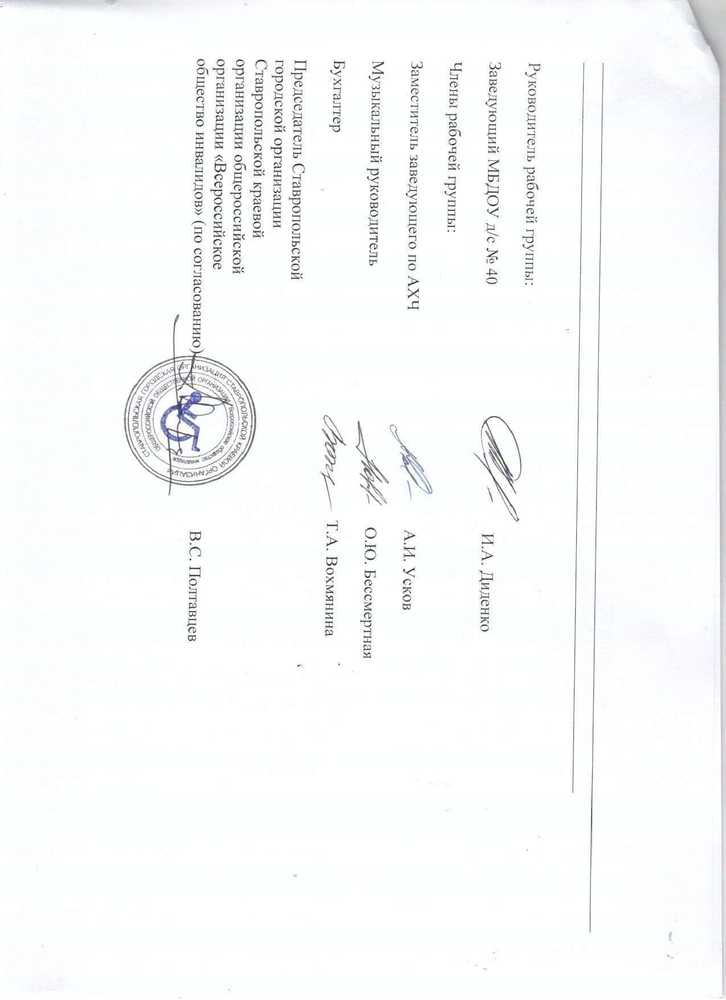 Руководитель рабочей группы:
Заведующий МБДОУ д/с № 40 И.А. Диденко
Члены рабочей группы:
Заместитель заведующего по АХЧ А.И. Усков
Музыкальный руководитель О.Ю. Бессмертная
Бухгалтер Т.А. Вохмянина
Председатель Ставропольской
городской организации
Ставропольской краевой
организации общероссийской
организации «Всероссийское
общество инвалидов» (по согласованию) В.С. Полтавцев
СТАВРОПОЛЬСКАЯ ГОРОДСКАЯ ОРГАНИЗАЦИЯ СТАВРОПОЛЬСКОЙ КРАЕВОЙ ОРГАНИЗАЦИИ
ОБЩЕРОССИЙСКОЙ ОБЩЕСТВЕННОЙ ОРГАНИЗАЦИИ Всероссийское общество инвалидов